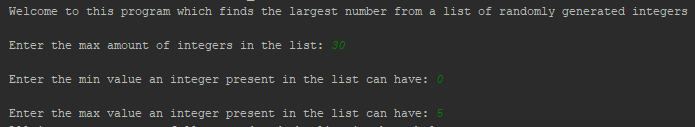 Welcome to this program which finds the largest number from a list of randomly generated integers
Enter the max amount of integers in the list: 30
Enter the min value an integer present in the list can have: 0
Enter the max value an integer present in the list can have: 5